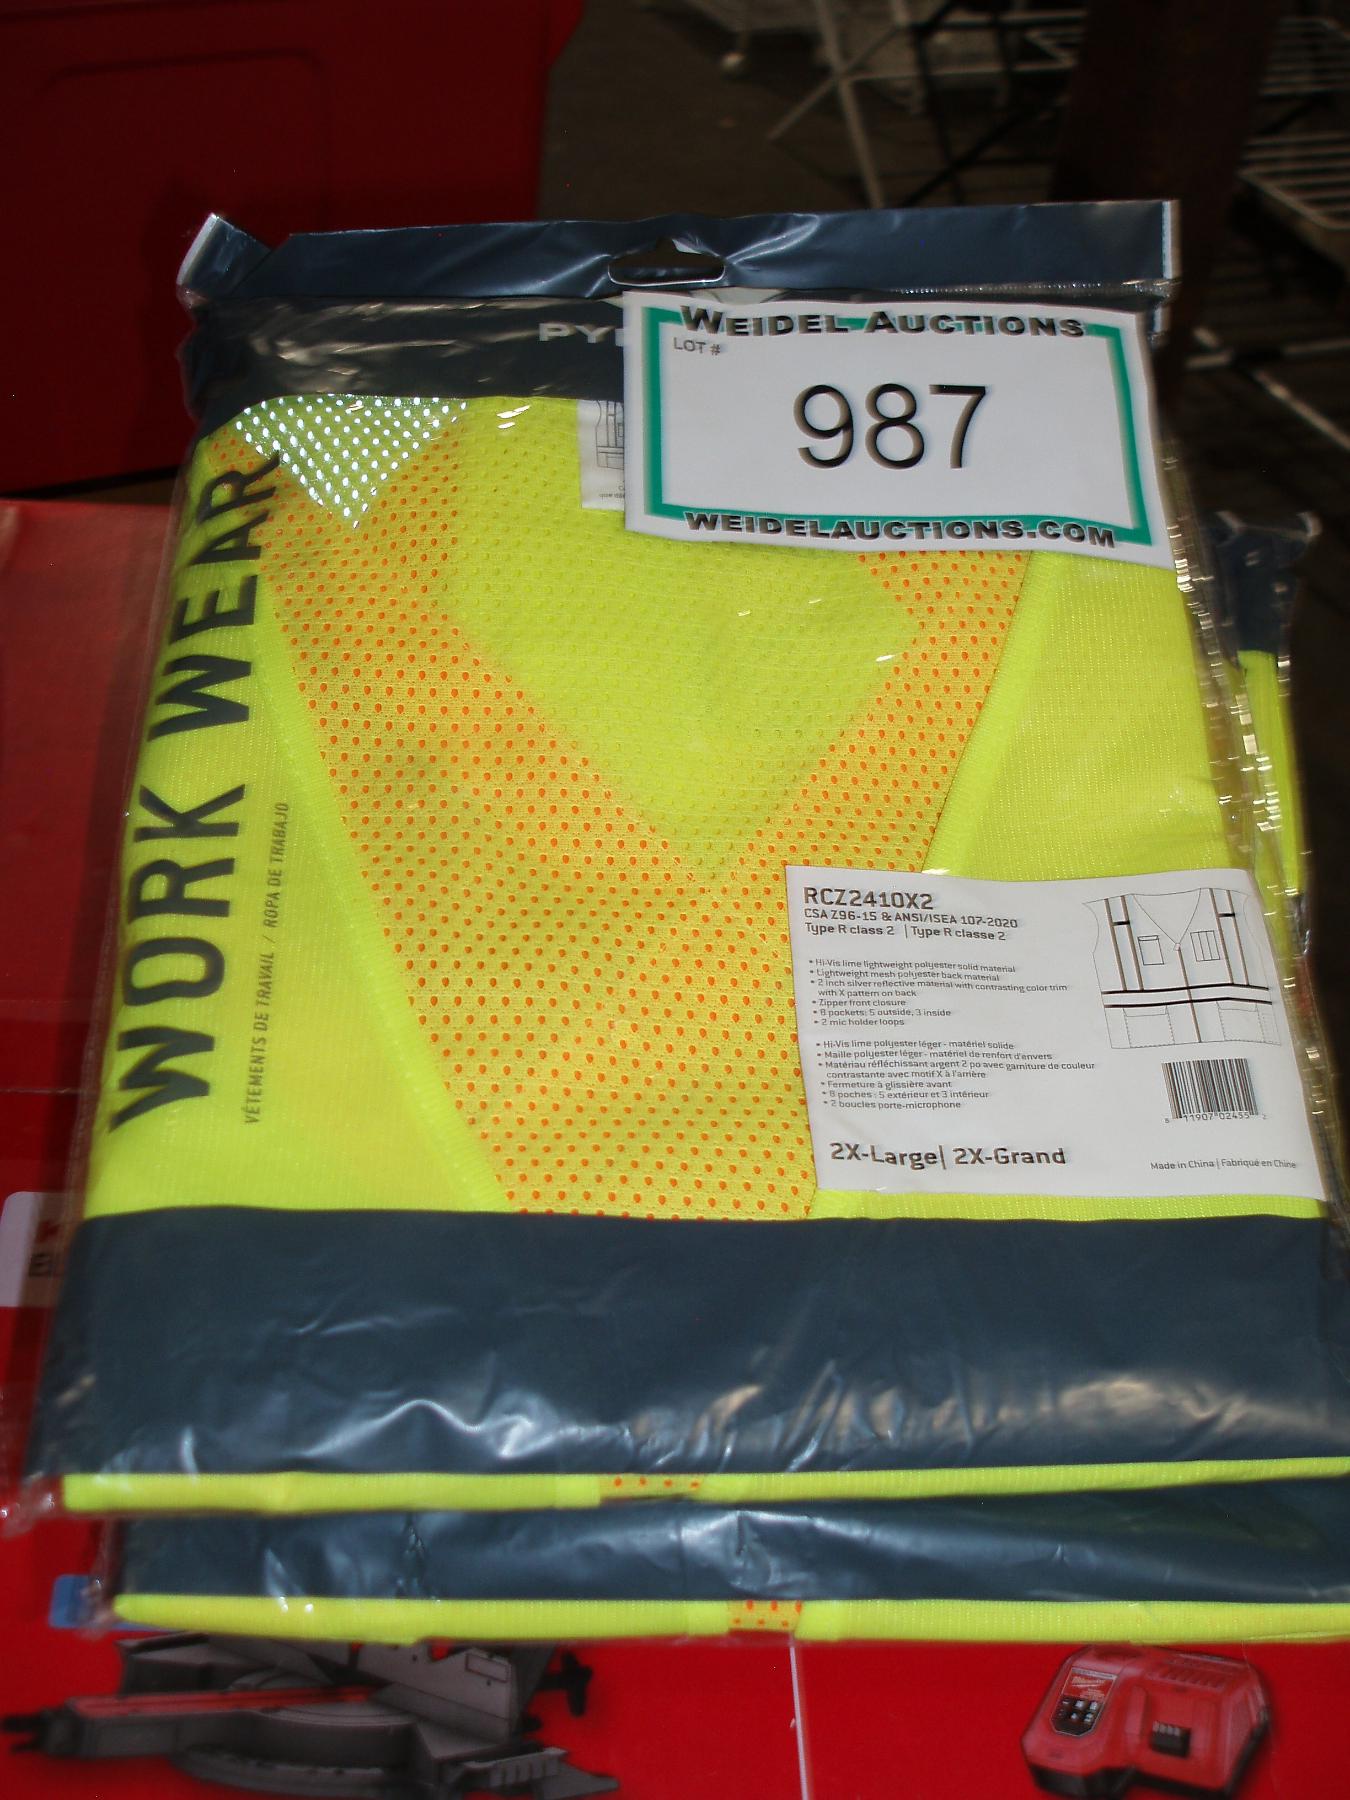 WEIDEL AUCTIONS
LOT #
987
WEIDELAUCTIONS.COM
WORK WEAR
VÊTEMENTS DE TRAVAIL / ROPA DE TRABAJO
RCZ2410X2
CSA Z96-15 & ANSI/ISEA 107-2020
Type R class 2 | Type R classe 2
• Hi-Vis lime lightweight polyester solid material
• Lightweight mesh polyester back material
• 2 inch silver reflective material with contrasting color trim
with X pattern on back
• Zipper front closure
• 8 pockets: 5 outside, 3 inside
• 2 mic holder loops
• Hi-Vis lime polyester léger - matériel solide
• Maille polyester léger - matériel de renfort d'envers
• Matériau réfléchissant argent 2 po avec garniture de couleur
contrastante avec motif X à l'arrière
• Fermeture à glissière avant
• 8 poches : 5 extérieur et 3 intérieur
• 2 boucles porte-microphone
8 11907 02455 2
2X-Large| 2X-Grand
Made in China | Fabriqué en Chine